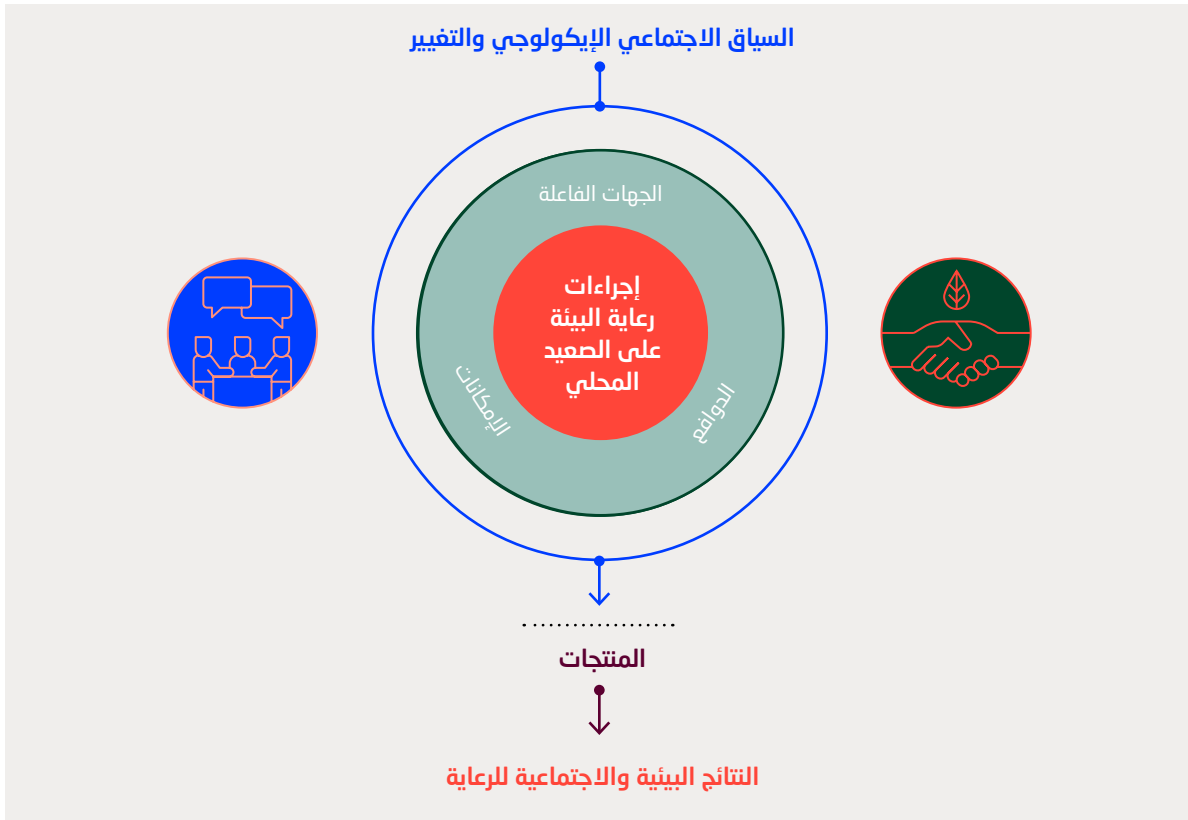 السياق الاجتماعي الإيكولوجي والتغيير
الجهات الفاعلة
إجراءات
رعاية البيئة
على الصعيد
المحلي
الدوافع
الإمكانات
المنتجات
النتائج البيئية والاجتماعية للرعاية